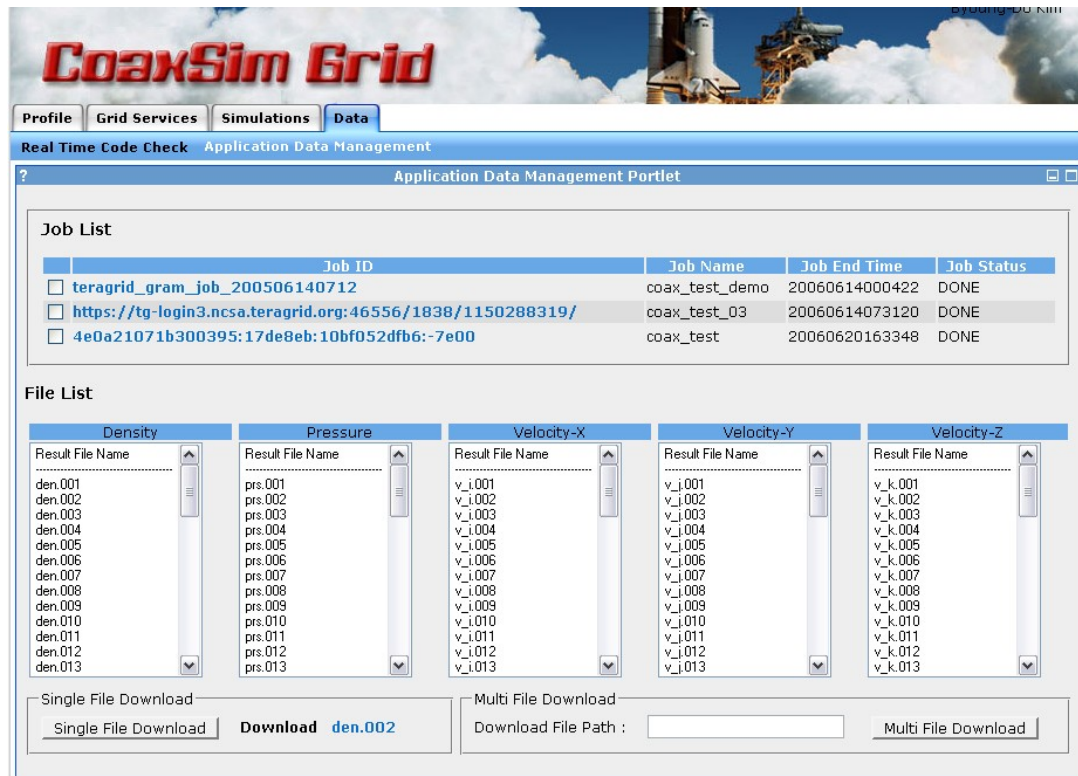 Byoung-Do Kim
CoaxSim Grid
Profile Grid Services Simulations Data
Real Time Code Check Application Data Management
? Application Data Management Portlet
Job List
Job ID Job Name Job End Time Job Status
teragrid_gram_job_200506140712 coax_test_demo 20060614000422 DONE
https://tg-login3.ncsa.teragrid.org:46556/1838/1150288319/ coax_test_03 20060614073120 DONE
4e0a21071b300395:17de8eb:10bf052dfb6:-7e00 coax_test 20060620163348 DONE
File List
Density Pressure Velocity-X Velocity-Y Velocity-Z
Result File Name Result File Name Result File Name Result File Name Result File Name
den.001 prs.001 v_i.001 v_j.001 v_k.001
den.002 prs.002 v_i.002 v_j.002 v_k.002
den.003 prs.003 v_i.003 v_j.003 v_k.003
den.004 prs.004 v_i.004 v_j.004 v_k.004
den.005 prs.005 v_i.005 v_j.005 v_k.005
den.006 prs.006 v_i.006 v_j.006 v_k.006
den.007 prs.007 v_i.007 v_j.007 v_k.007
den.008 prs.008 v_i.008 v_j.008 v_k.008
den.009 prs.009 v_i.009 v_j.009 v_k.009
den.010 prs.010 v_i.010 v_j.010 v_k.010
den.011 prs.011 v_i.011 v_j.011 v_k.011
den.012 prs.012 v_i.012 v_j.012 v_k.012
den.013 prs.013 v_i.013 v_j.013 v_k.013
Single File Download Multi File Download
Single File Download Download den.002 Download File Path : Multi File Download